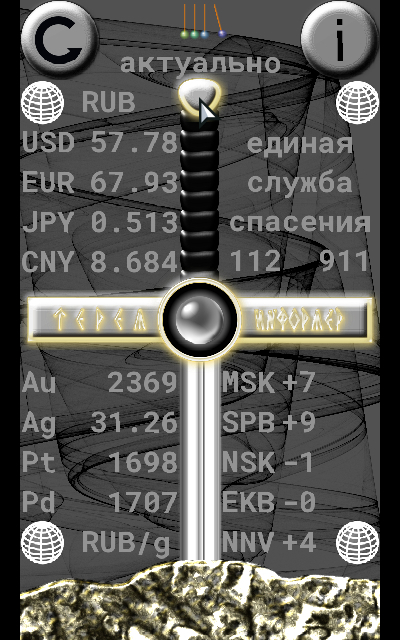 i
актуально
RUB
USD 57.78 единая
EUR 67.93 служба
JPY 0.513 спасения
CNY 8.684 112 911
ТЕРЕМ ИНФОРМЕР
Au 2369 MSK +7
Ag 31.26 SPB +9
Pt 1698 NSK -1
Pd 1707 EKB -0
RUB/g NNV +4